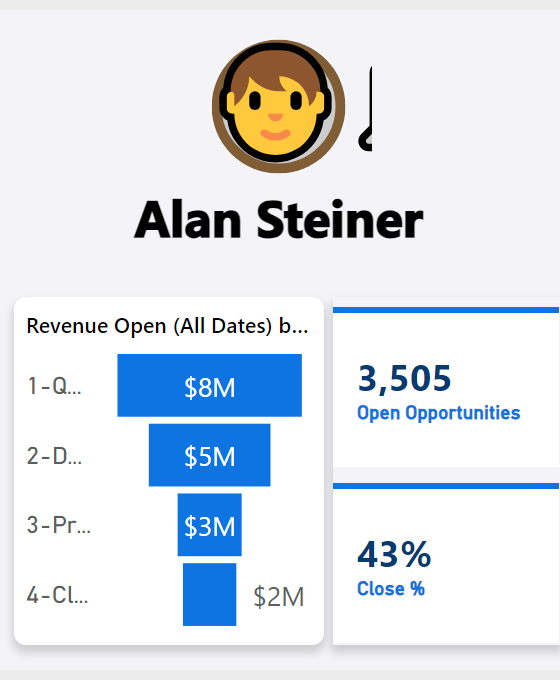 Alan Steiner
Revenue Open (All Dates) b...
1-Q...
$8M
2-D...
$5M
3-Pr...
$3M
4-Cl...
$2M
3,505
Open Opportunities
43%
Close %